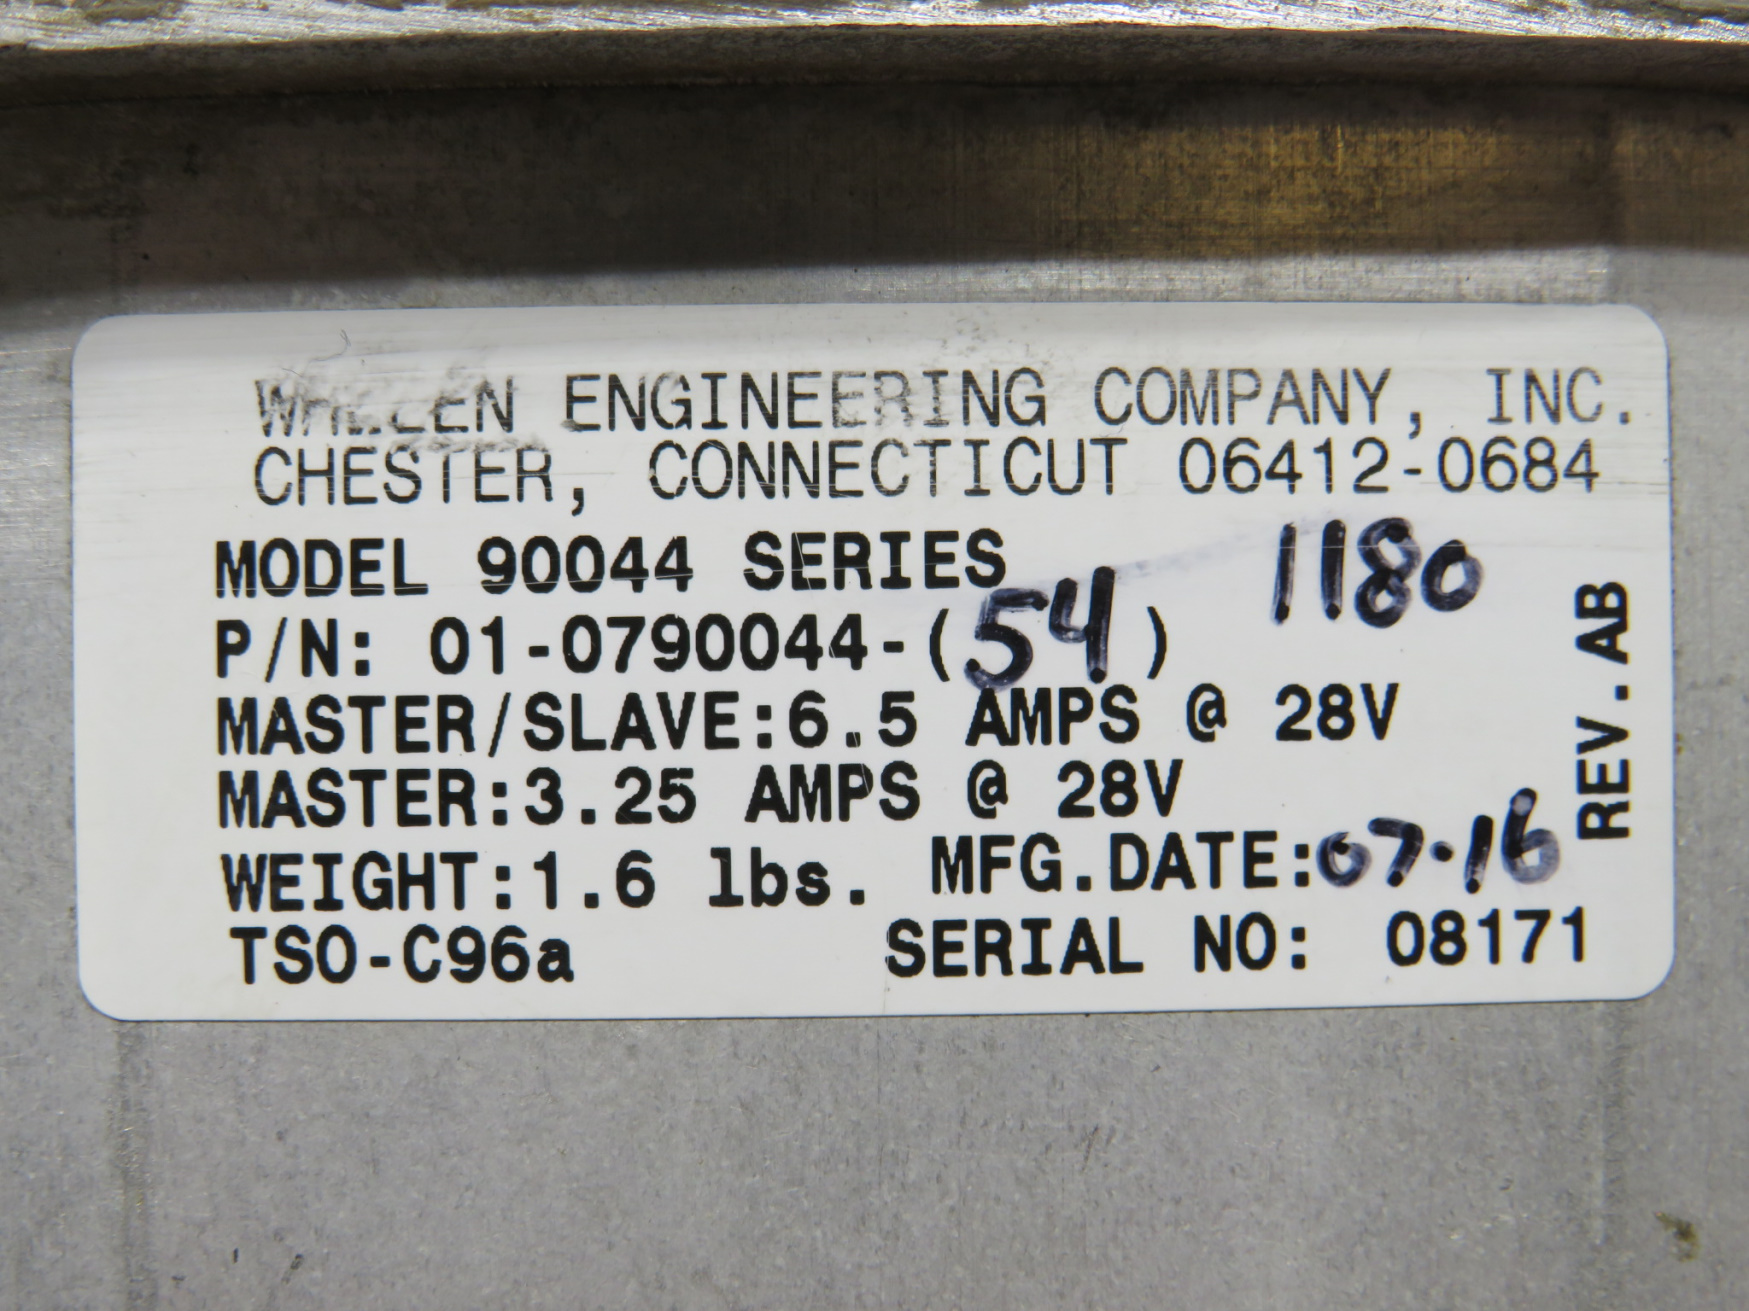 WHELEN ENGINEERING COMPANY, INC.
CHESTER, CONNECTICUT 06412-0684
MODEL 90044 SERIES 1180
P/N: 01-0790044-(54)
MASTER/SLAVE:6.5 AMPS @ 28V
MASTER:3.25 AMPS @ 28V
WEIGHT:1.6 lbs. MFG.DATE:07-16
TSO-C96a SERIAL NO: 08171
REV.AB